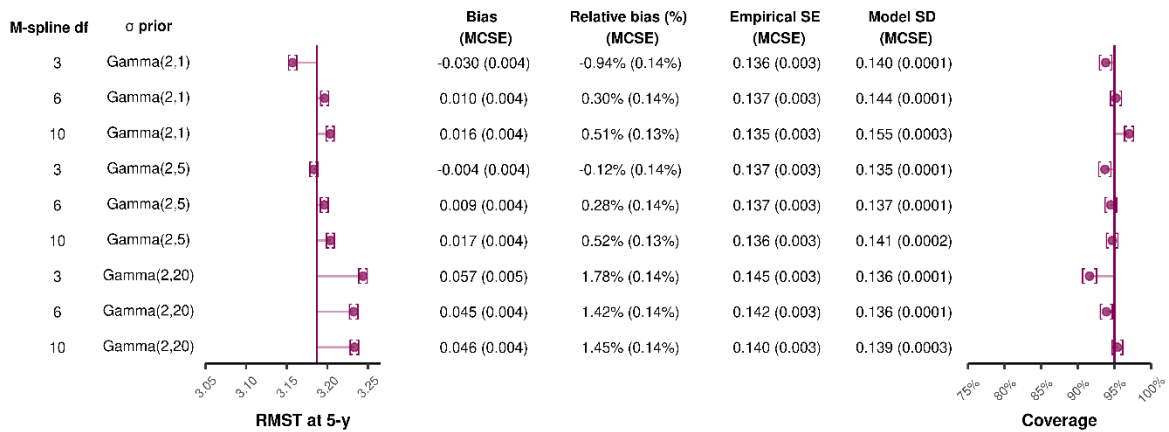 M-spline df σ prior Bias (MCSE) Relative bias (%) (MCSE) Empirical SE (MCSE) Model SD (MCSE)
3 Gamma(2,1) -0.030 (0.004) -0.94% (0.14%) 0.136 (0.003) 0.140 (0.0001)
6 Gamma(2,1) 0.010 (0.004) 0.30% (0.14%) 0.137 (0.003) 0.144 (0.0001)
10 Gamma(2,1) 0.016 (0.004) 0.51% (0.13%) 0.135 (0.003) 0.155 (0.0003)
3 Gamma(2,5) -0.004 (0.004) -0.12% (0.14%) 0.137 (0.003) 0.135 (0.0001)
6 Gamma(2,5) 0.009 (0.004) 0.28% (0.14%) 0.137 (0.003) 0.137 (0.0001)
10 Gamma(2,5) 0.017 (0.004) 0.52% (0.13%) 0.136 (0.003) 0.141 (0.0002)
3 Gamma(2,20) 0.057 (0.005) 1.78% (0.14%) 0.145 (0.003) 0.136 (0.0001)
6 Gamma(2,20) 0.045 (0.004) 1.42% (0.14%) 0.142 (0.003) 0.136 (0.0001)
10 Gamma(2,20) 0.046 (0.004) 1.45% (0.14%) 0.140 (0.003) 0.139 (0.0003)
3.05 3.10 3.15 3.20 3.25 75% 80% 85% 90% 95% 100%
RMST at 5-y Coverage